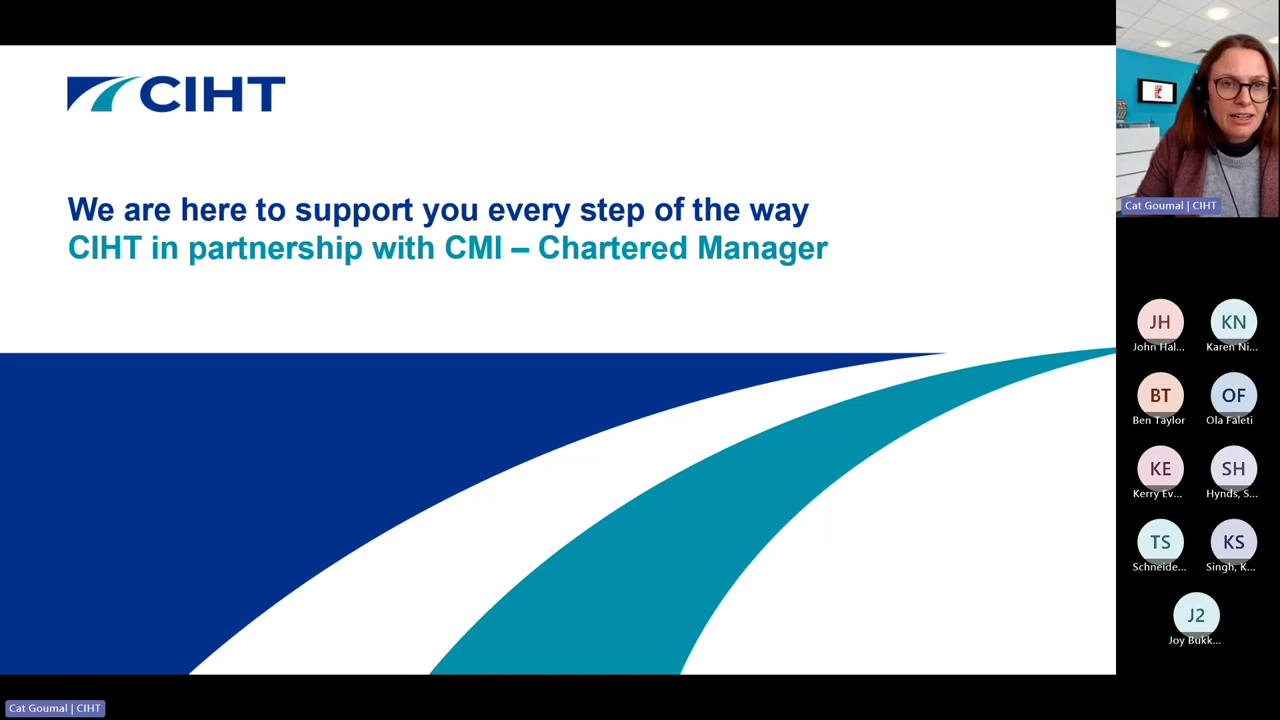 CIHT
We are here to support you every step of the way
CIHT in partnership with CMI – Chartered Manager
Cat Goumal | CIHT
JH
John Hal...
KN
Karen Ni...
BT
Ben Taylor
OF
Ola Faleti
KE
Kerry Ev...
SH
Hynds, S...
TS
Schneide...
KS
Singh, K...
J2
Joy Bukk...
Cat Goumal | CIHT